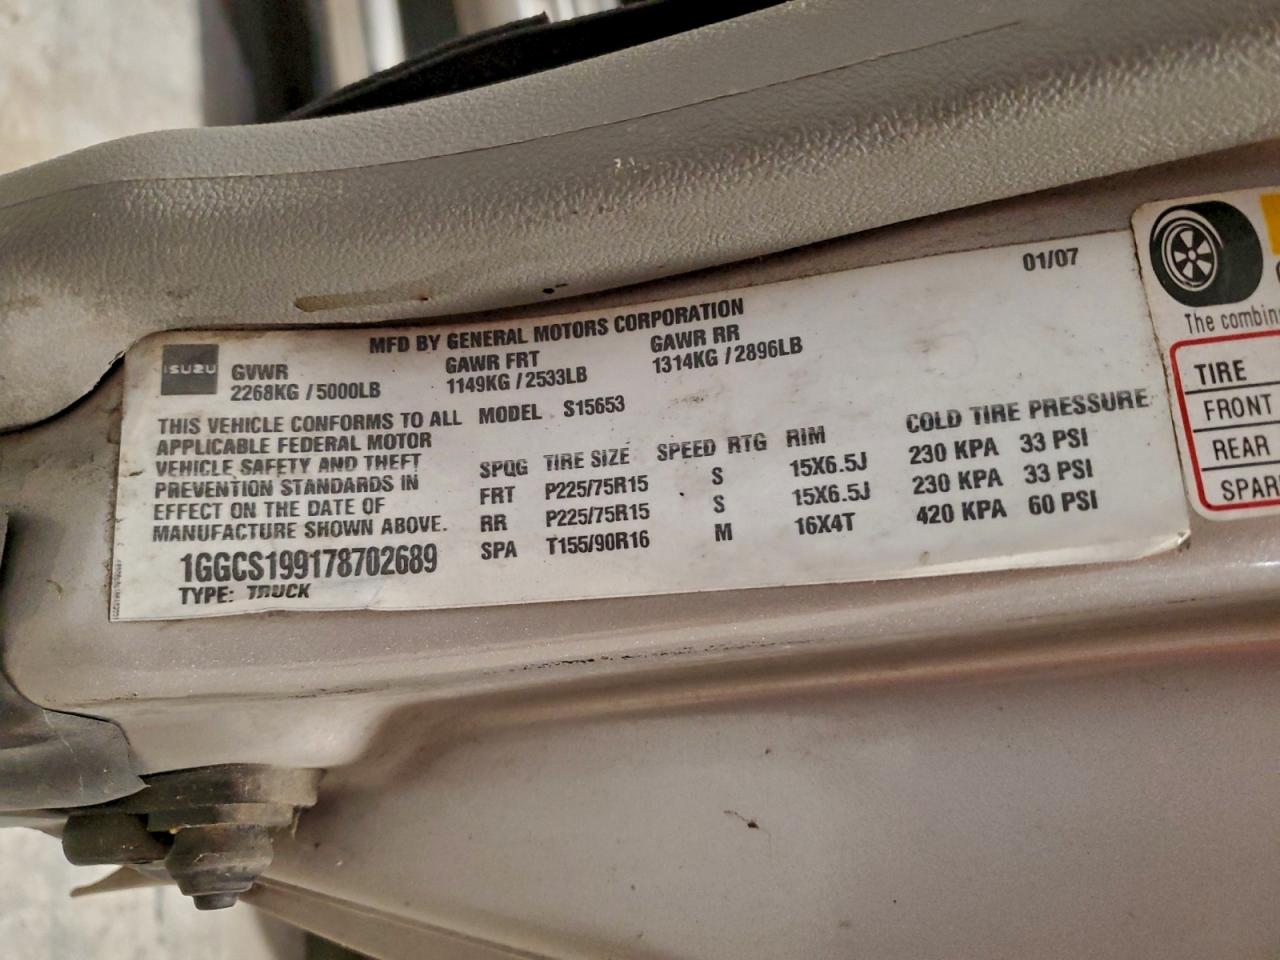 01/07
MFD BY GENERAL MOTORS CORPORATION
ISUZU GVWR GAWR FRT GAWR RR
2268KG / 5000LB 1149KG / 2533LB 1314KG / 2896LB
THIS VEHICLE CONFORMS TO ALL MODEL S15653
APPLICABLE FEDERAL MOTOR
VEHICLE SAFETY AND THEFT
PREVENTION STANDARDS IN
EFFECT ON THE DATE OF
MANUFACTURE SHOWN ABOVE.
SPQG TIRE SIZE SPEED RTG RIM COLD TIRE PRESSURE
FRT P225/75R15 S 15X6.5J 230 KPA 33 PSI
RR P225/75R15 S 15X6.5J 230 KPA 33 PSI
SPA T155/90R16 M 16X4T 420 KPA 60 PSI
1GGCS199178702689
TYPE: TRUCK
The combin
TIRE
FRONT
REAR
SPARE